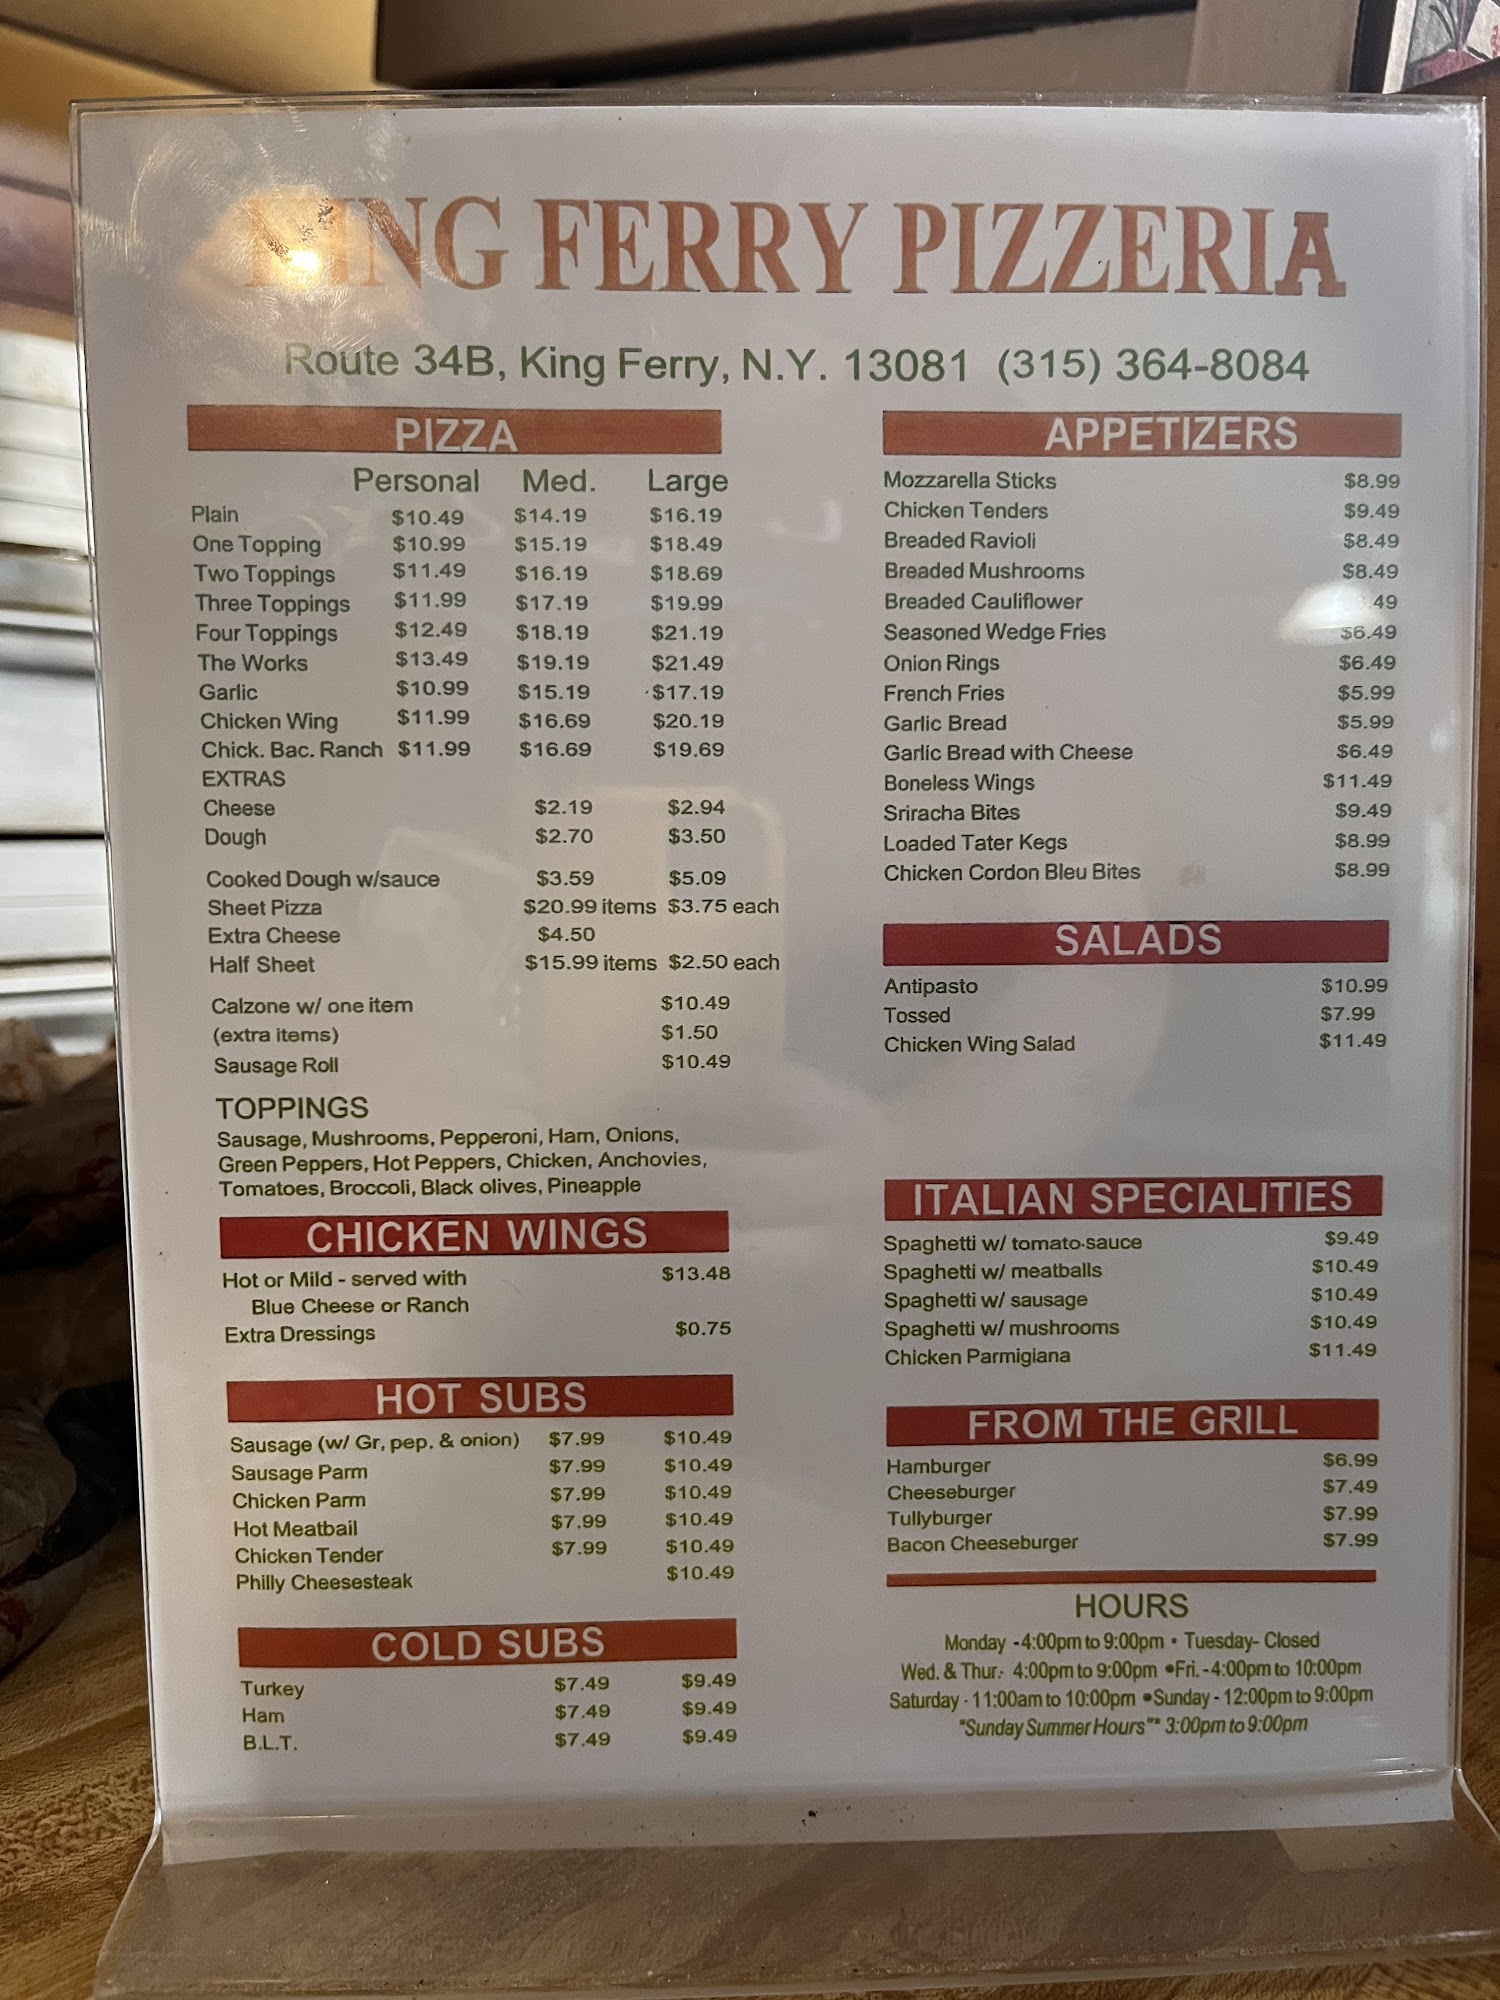 KING FERRY PIZZERIA
Route 34B, King Ferry, N.Y. 13081 (315) 364-8084
PIZZA
Personal Med. Large
Plain $10.49 $14.19 $16.19
One Topping $10.99 $15.19 $18.49
Two Toppings $11.49 $16.19 $18.69
Three Toppings $11.99 $17.19 $19.99
Four Toppings $12.49 $18.19 $21.19
The Works $13.49 $19.19 $21.49
Garlic $10.99 $15.19 $17.19
Chicken Wing $11.99 $16.69 $20.19
Chick. Bac. Ranch $11.99 $16.69 $19.69
EXTRAS
Cheese $2.19 $2.94
Dough $2.70 $3.50
Cooked Dough w/sauce $3.59 $5.09
Sheet Pizza $20.99 items $3.75 each
Extra Cheese $4.50
Half Sheet $15.99 items $2.50 each
Calzone w/ one item $10.49
(extra items) $1.50
Sausage Roll $10.49
TOPPINGS
Sausage, Mushrooms, Pepperoni, Ham, Onions,
Green Peppers, Hot Peppers, Chicken, Anchovies,
Tomatoes, Broccoli, Black olives, Pineapple
CHICKEN WINGS
Hot or Mild - served with $13.48
Blue Cheese or Ranch
Extra Dressings $0.75
HOT SUBS
Sausage (w/ Gr, pep. & onion) $7.99 $10.49
Sausage Parm $7.99 $10.49
Chicken Parm $7.99 $10.49
Hot Meatbail $7.99 $10.49
Chicken Tender $7.99 $10.49
Philly Cheesesteak $10.49
COLD SUBS
Turkey $7.49 $9.49
Ham $7.49 $9.49
B.L.T. $7.49 $9.49
APPETIZERS
Mozzarella Sticks $8.99
Chicken Tenders $9.49
Breaded Ravioli $8.49
Breaded Mushrooms $8.49
Breaded Cauliflower
Seasoned Wedge Fries $6.49
Onion Rings $6.49
French Fries $5.99
Garlic Bread $5.99
Garlic Bread with Cheese $6.49
Boneless Wings $11.49
Sriracha Bites $9.49
Loaded Tater Kegs $8.99
Chicken Cordon Bleu Bites $8.99
SALADS
Antipasto $10.99
Tossed $7.99
Chicken Wing Salad $11.49
ITALIAN SPECIALITIES
Spaghetti w/ tomato sauce $9.49
Spaghetti w/ meatballs $10.49
Spaghetti w/ sausage $10.49
Spaghetti w/ mushrooms $10.49
Chicken Parmigiana $11.49
FROM THE GRILL
Hamburger $6.99
Cheeseburger $7.49
Tullyburger $7.99
Bacon Cheeseburger $7.99
HOURS
Monday - 4:00pm to 9:00pm • Tuesday- Closed
Wed. & Thur: 4:00pm to 9:00pm • Fri. - 4:00pm to 10:00pm
Saturday - 11:00am to 10:00pm • Sunday - 12:00pm to 9:00pm
"Sunday Summer Hours"* 3:00pm to 9:00pm